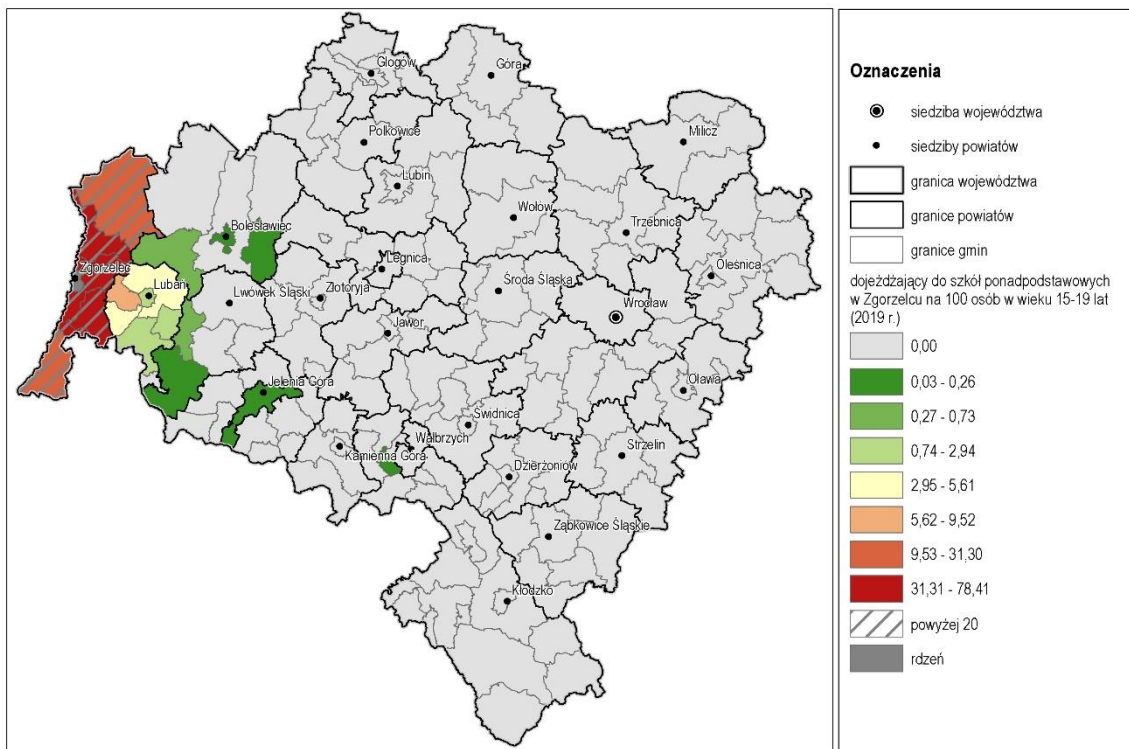 Głogów
Góra
Polkowice
Milicz
Lubin
Wołów
Trzebnica
Bolesławiec
Zgorzelec
Legnica
Oleśnica
Lubań
Środa Śląska
Lwówek Śląski
Złotoryja
Wrocław
Jawor
Jelenia Góra
Oława
Świdnica
Wałbrzych
Strzelin
Kamienna Góra
Dzierżoniów
Ząbkowice Śląskie
Kłodzko
Oznaczenia
siedziba województwa
siedziby powiatów
granica województwa
granice powiatów
granice gmin
dojeżdżający do szkół ponadpodstawowych
w Zgorzelcu na 100 osób w wieku 15-19 lat
(2019 r.)
0,00
0,03 - 0,26
0,27 - 0,73
0,74 - 2,94
2,95 - 5,61
5,62 - 9,52
9,53 - 31,30
31,31 - 78,41
powyżej 20
rdzeń